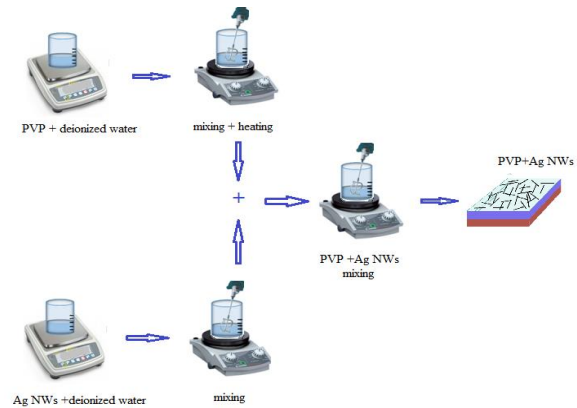 PVP + deionized water
mixing + heating
+
PVP+Ag NWs
PVP +Ag NWs
mixing
Ag NWs +deionized water
mixing